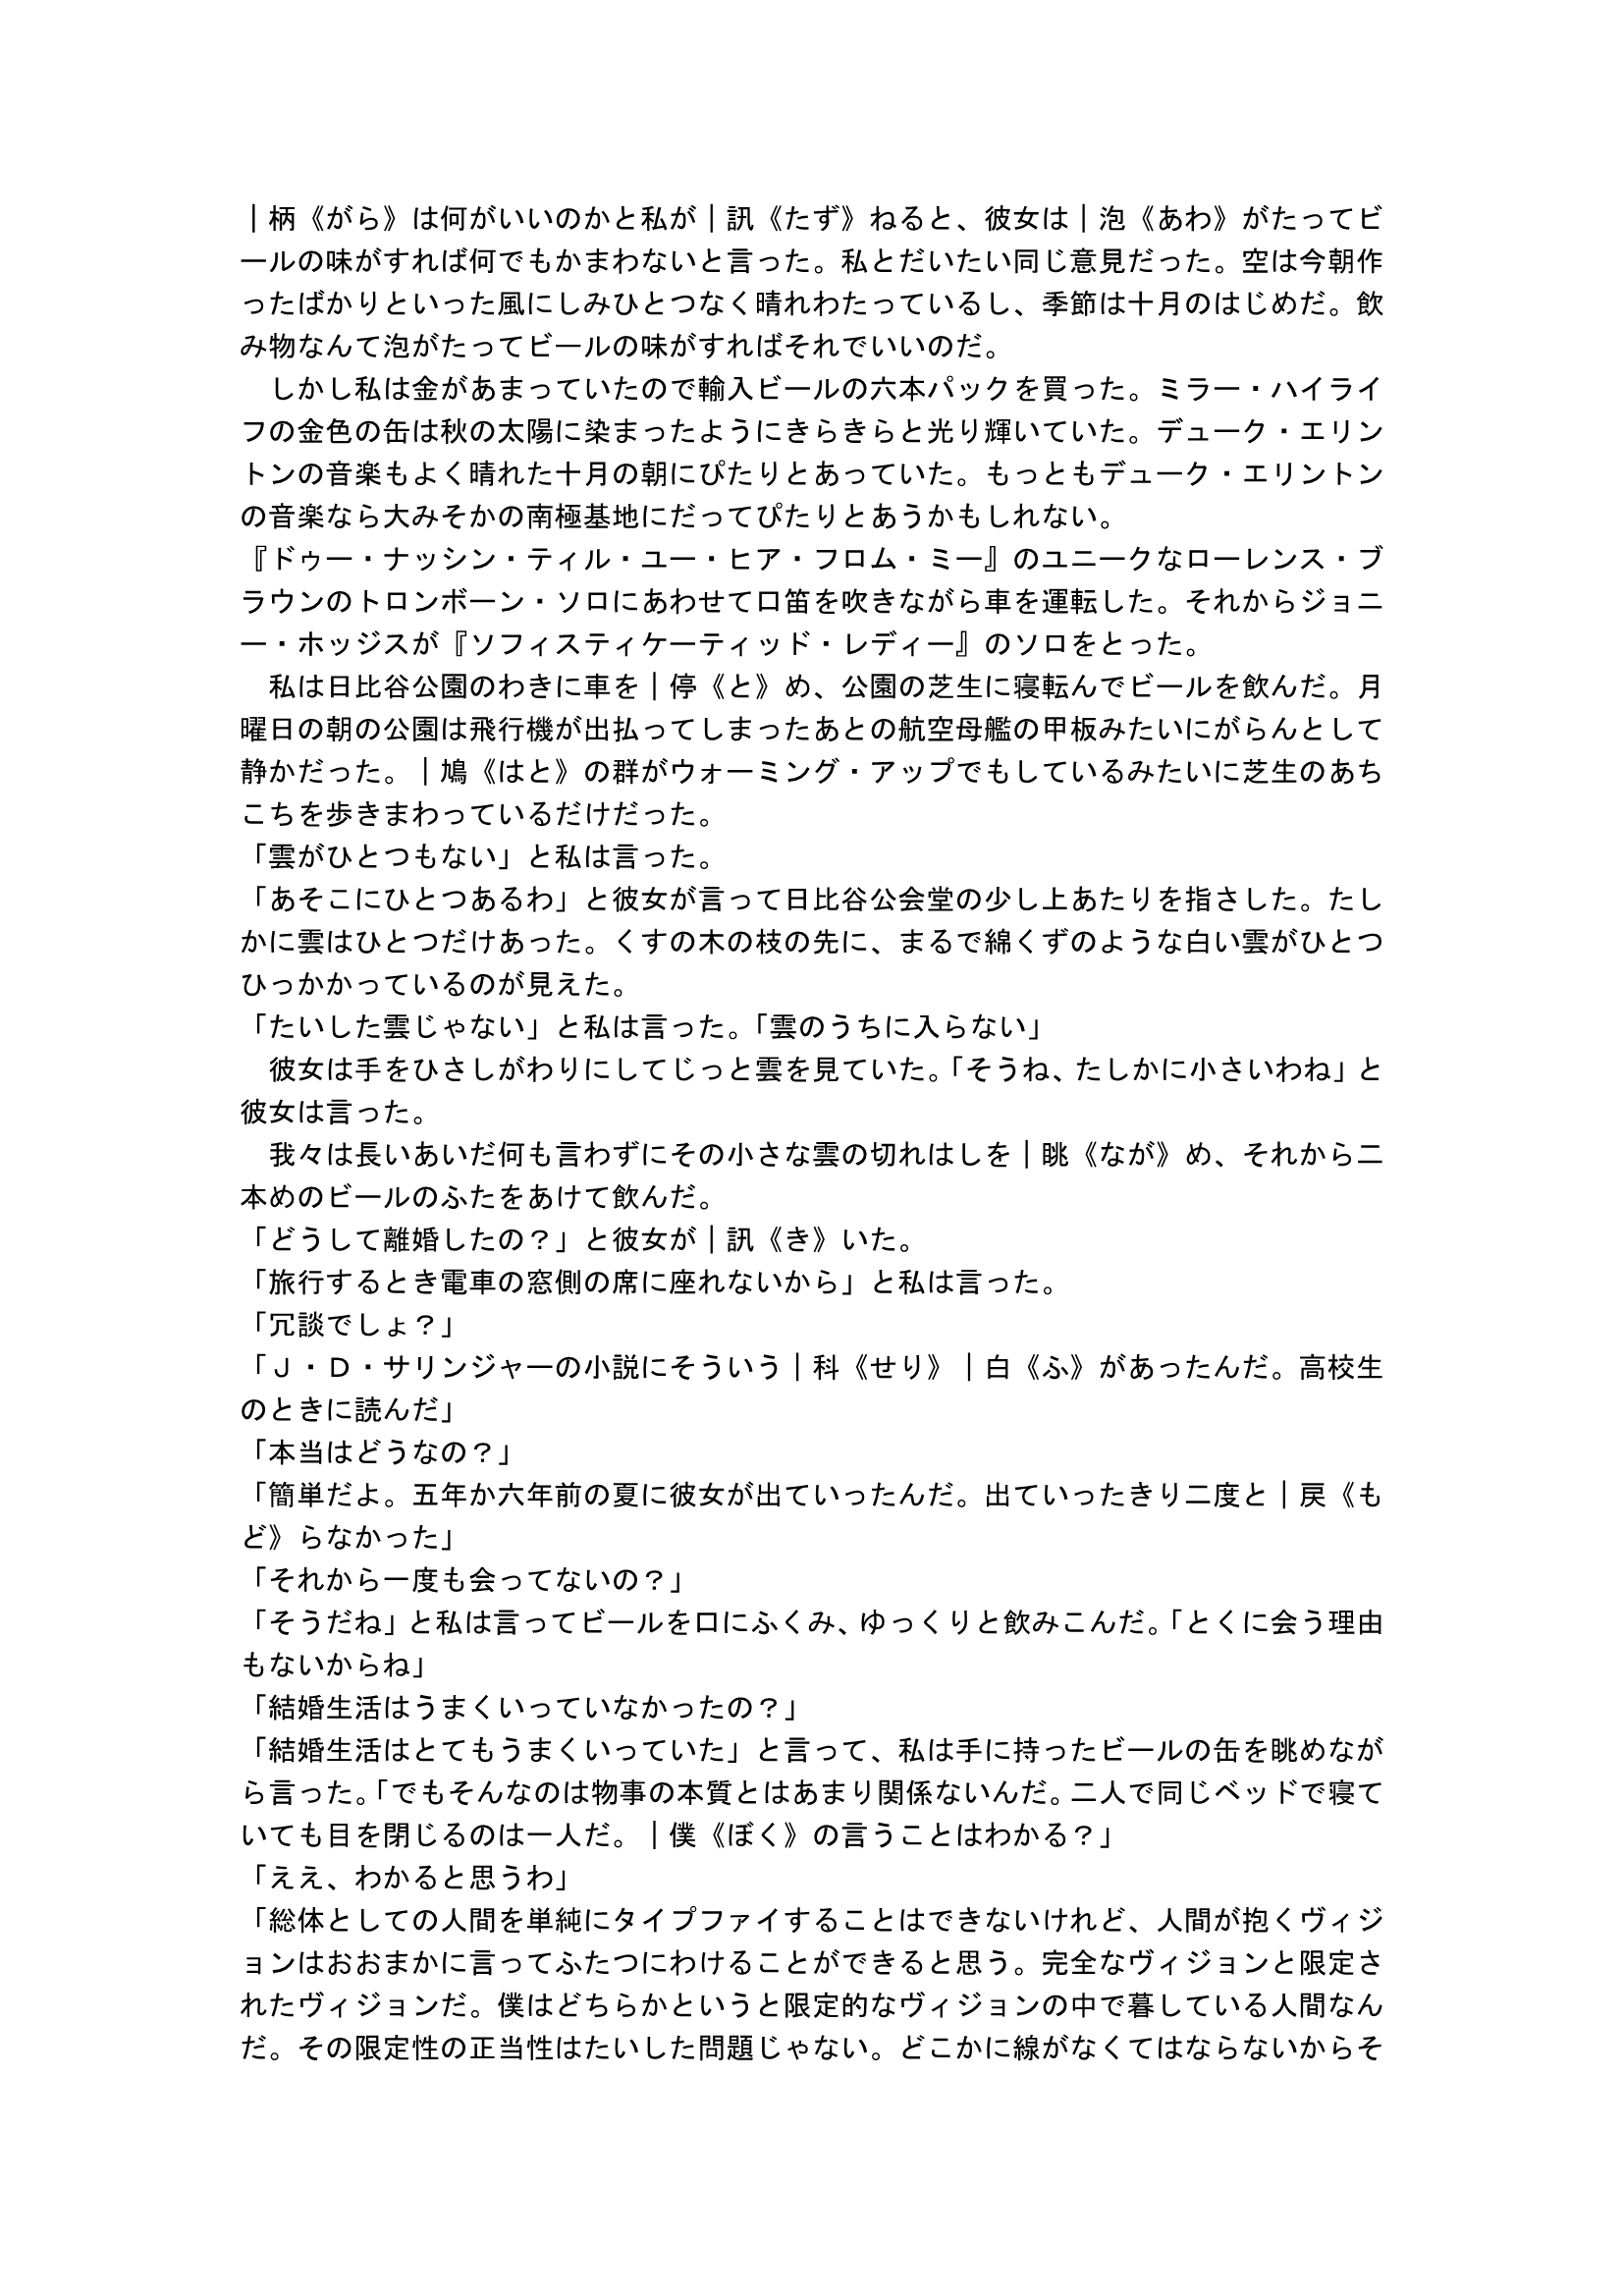 ｜柄《がら》は何がいいのかと私が｜訊《たず》ねると、彼女は｜泡《あわ》がたってビ
ールの味がすれば何でもかまわないと言った。私とだいたい同じ意見だった。空は今朝作
ったばかりといった風にしみひとつなく晴れわたっているし、季節は十月のはじめだ。飲
み物なんて泡がたってビールの味がすればそれでいいのだ。
　しかし私は金があまっていたので輸入ビールの六本パックを買った。ミラー・ハイライ
フの金色の缶は秋の太陽に染まったようにきらきらと光り輝いていた。デューク・エリン
トンの音楽もよく晴れた十月の朝にぴたりとあっていた。もっともデューク・エリントン
の音楽なら大みそかの南極基地にだってぴたりとあうかもしれない。
『ドゥー・ナッシン・ティル・ユー・ヒア・フロム・ミー』のユニークなローレンス・ブ
ラウンのトロンボーン・ソロにあわせて口笛を吹きながら車を運転した。それからジョニ
ー・ホッジスが『ソフィスティケーティッド・レディー』のソロをとった。
　私は日比谷公園のわきに車を｜停《と》め、公園の芝生に寝転んでビールを飲んだ。月
曜日の朝の公園は飛行機が出払ってしまったあとの航空母艦の甲板みたいにがらんとして
静かだった。｜鳩《はと》の群がウォーミング・アップでもしているみたいに芝生のあち
こちを歩きまわっているだけだった。
「雲がひとつもない」と私は言った。
「あそこにひとつあるわ」と彼女が言って日比谷公会堂の少し上あたりを指さした。たし
かに雲はひとつだけあった。くすの木の枝の先に、まるで綿くずのような白い雲がひとつ
ひっかかっているのが見えた。
「たいした雲じゃない」と私は言った。「雲のうちに入らない」
　彼女は手をひさしがわりにしてじっと雲を見ていた。「そうね、たしかに小さいわね」と
彼女は言った。
　我々は長いあいだ何も言わずにその小さな雲の切れはしを｜眺《なが》め、それから二
本めのビールのふたをあけて飲んだ。
「どうして離婚したの？」と彼女が｜訊《き》いた。
「旅行するとき電車の窓側の席に座れないから」と私は言った。
「冗談でしょ？」
「Ｊ・Ｄ・サリンジャーの小説にそういう｜科《せり》｜白《ふ》があったんだ。高校生
のときに読んだ」
「本当はどうなの？」
「簡単だよ。五年か六年前の夏に彼女が出ていったんだ。出ていったきり二度と｜戻《も
ど》らなかった」
「それから一度も会ってないの？」
「そうだね」と私は言ってビールを口にふくみ、ゆっくりと飲みこんだ。「とくに会う理由
もないからね」
「結婚生活はうまくいっていなかったの？」
「結婚生活はとてもうまくいっていた」と言って、私は手に持ったビールの缶を眺めなが
ら言った。「でもそんなのは物事の本質とはあまり関係ないんだ。二人で同じベッドで寝て
いても目を閉じるのは一人だ。｜僕《ぼく》の言うことはわかる？」
「ええ、わかると思うわ」
「総体としての人間を単純にタイプファイすることはできないけれど、人間が抱くヴィジ
ョンはおおまかに言ってふたつにわけることができると思う。完全なヴィジョンと限定さ
れたヴィジョンだ。僕はどちらかというと限定的なヴィジョンの中で暮している人間なん
だ。その限定性の正当性はたいした問題じゃない。どこかに線がなくてはならないからそ